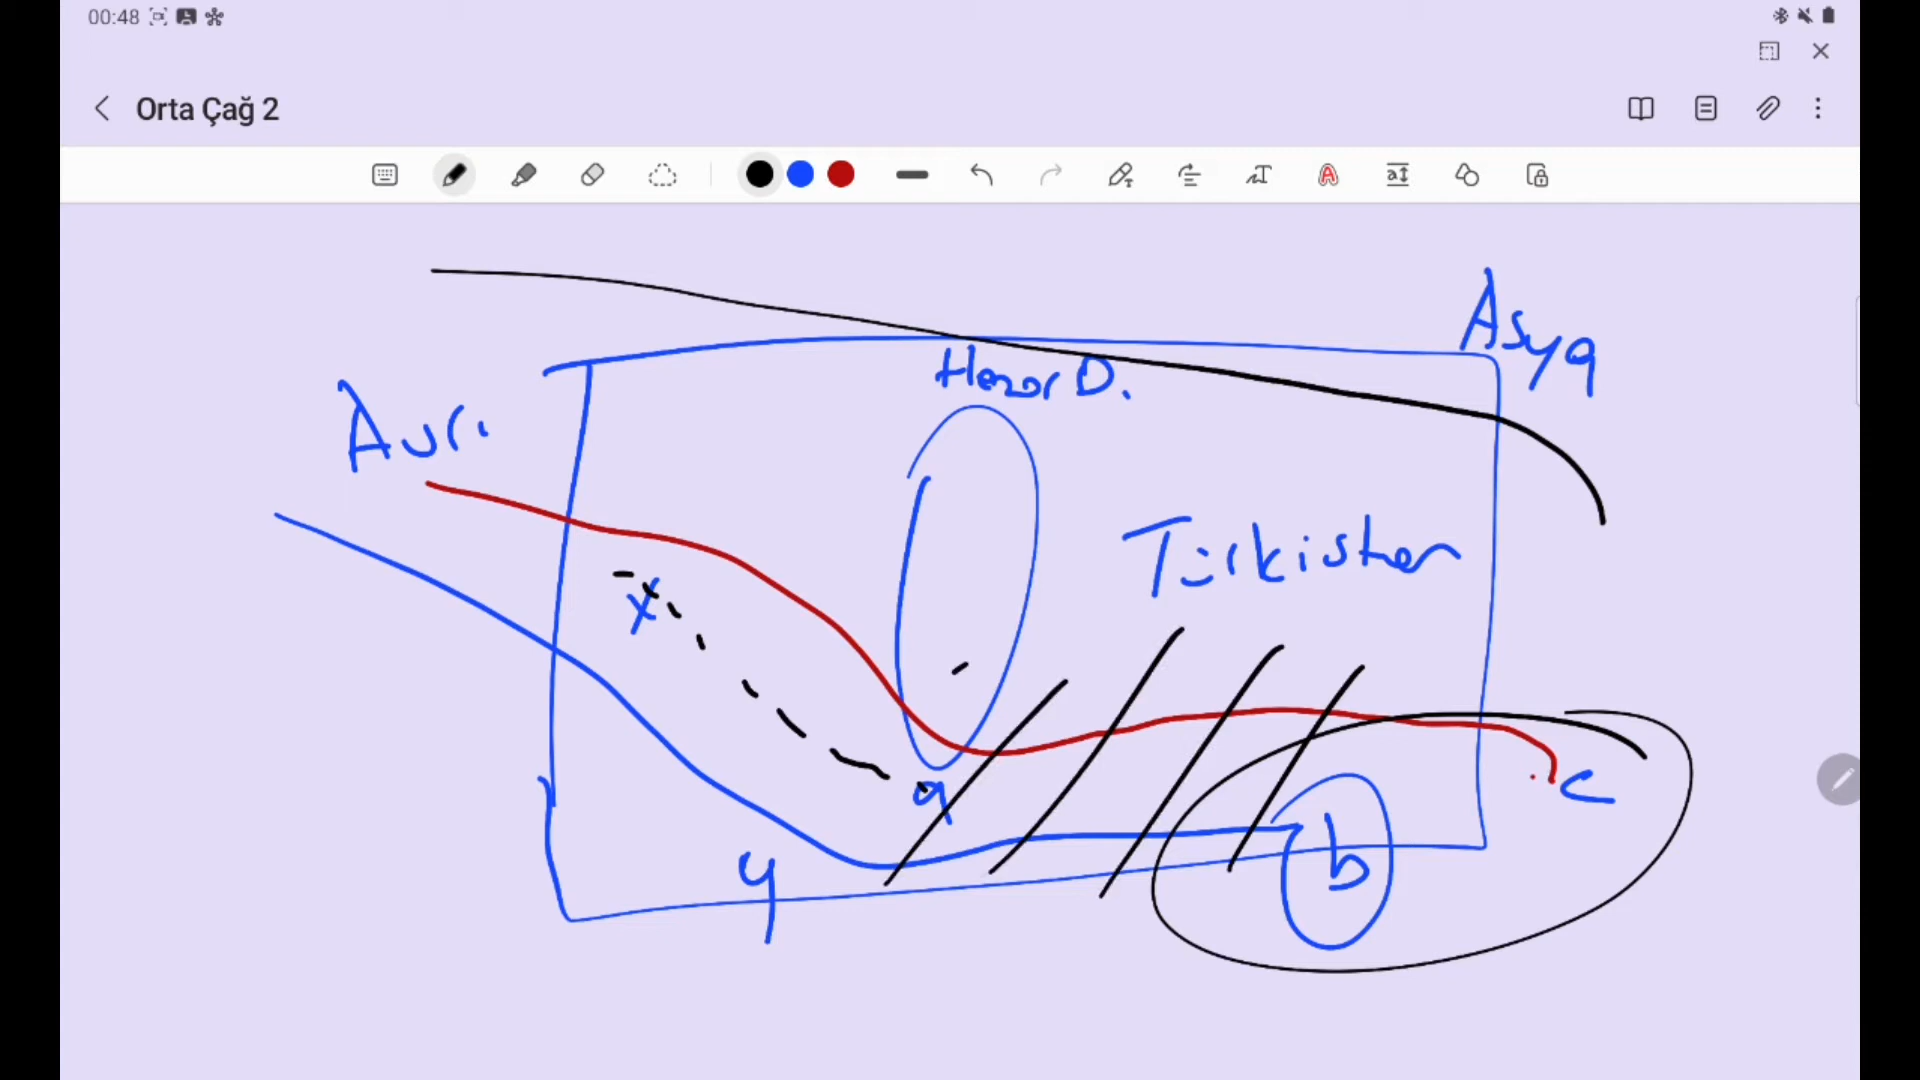 00:48
Orta Çağ 2
Asya
Hazar D.
Avr.
Türkistan
x
a
c
b
y